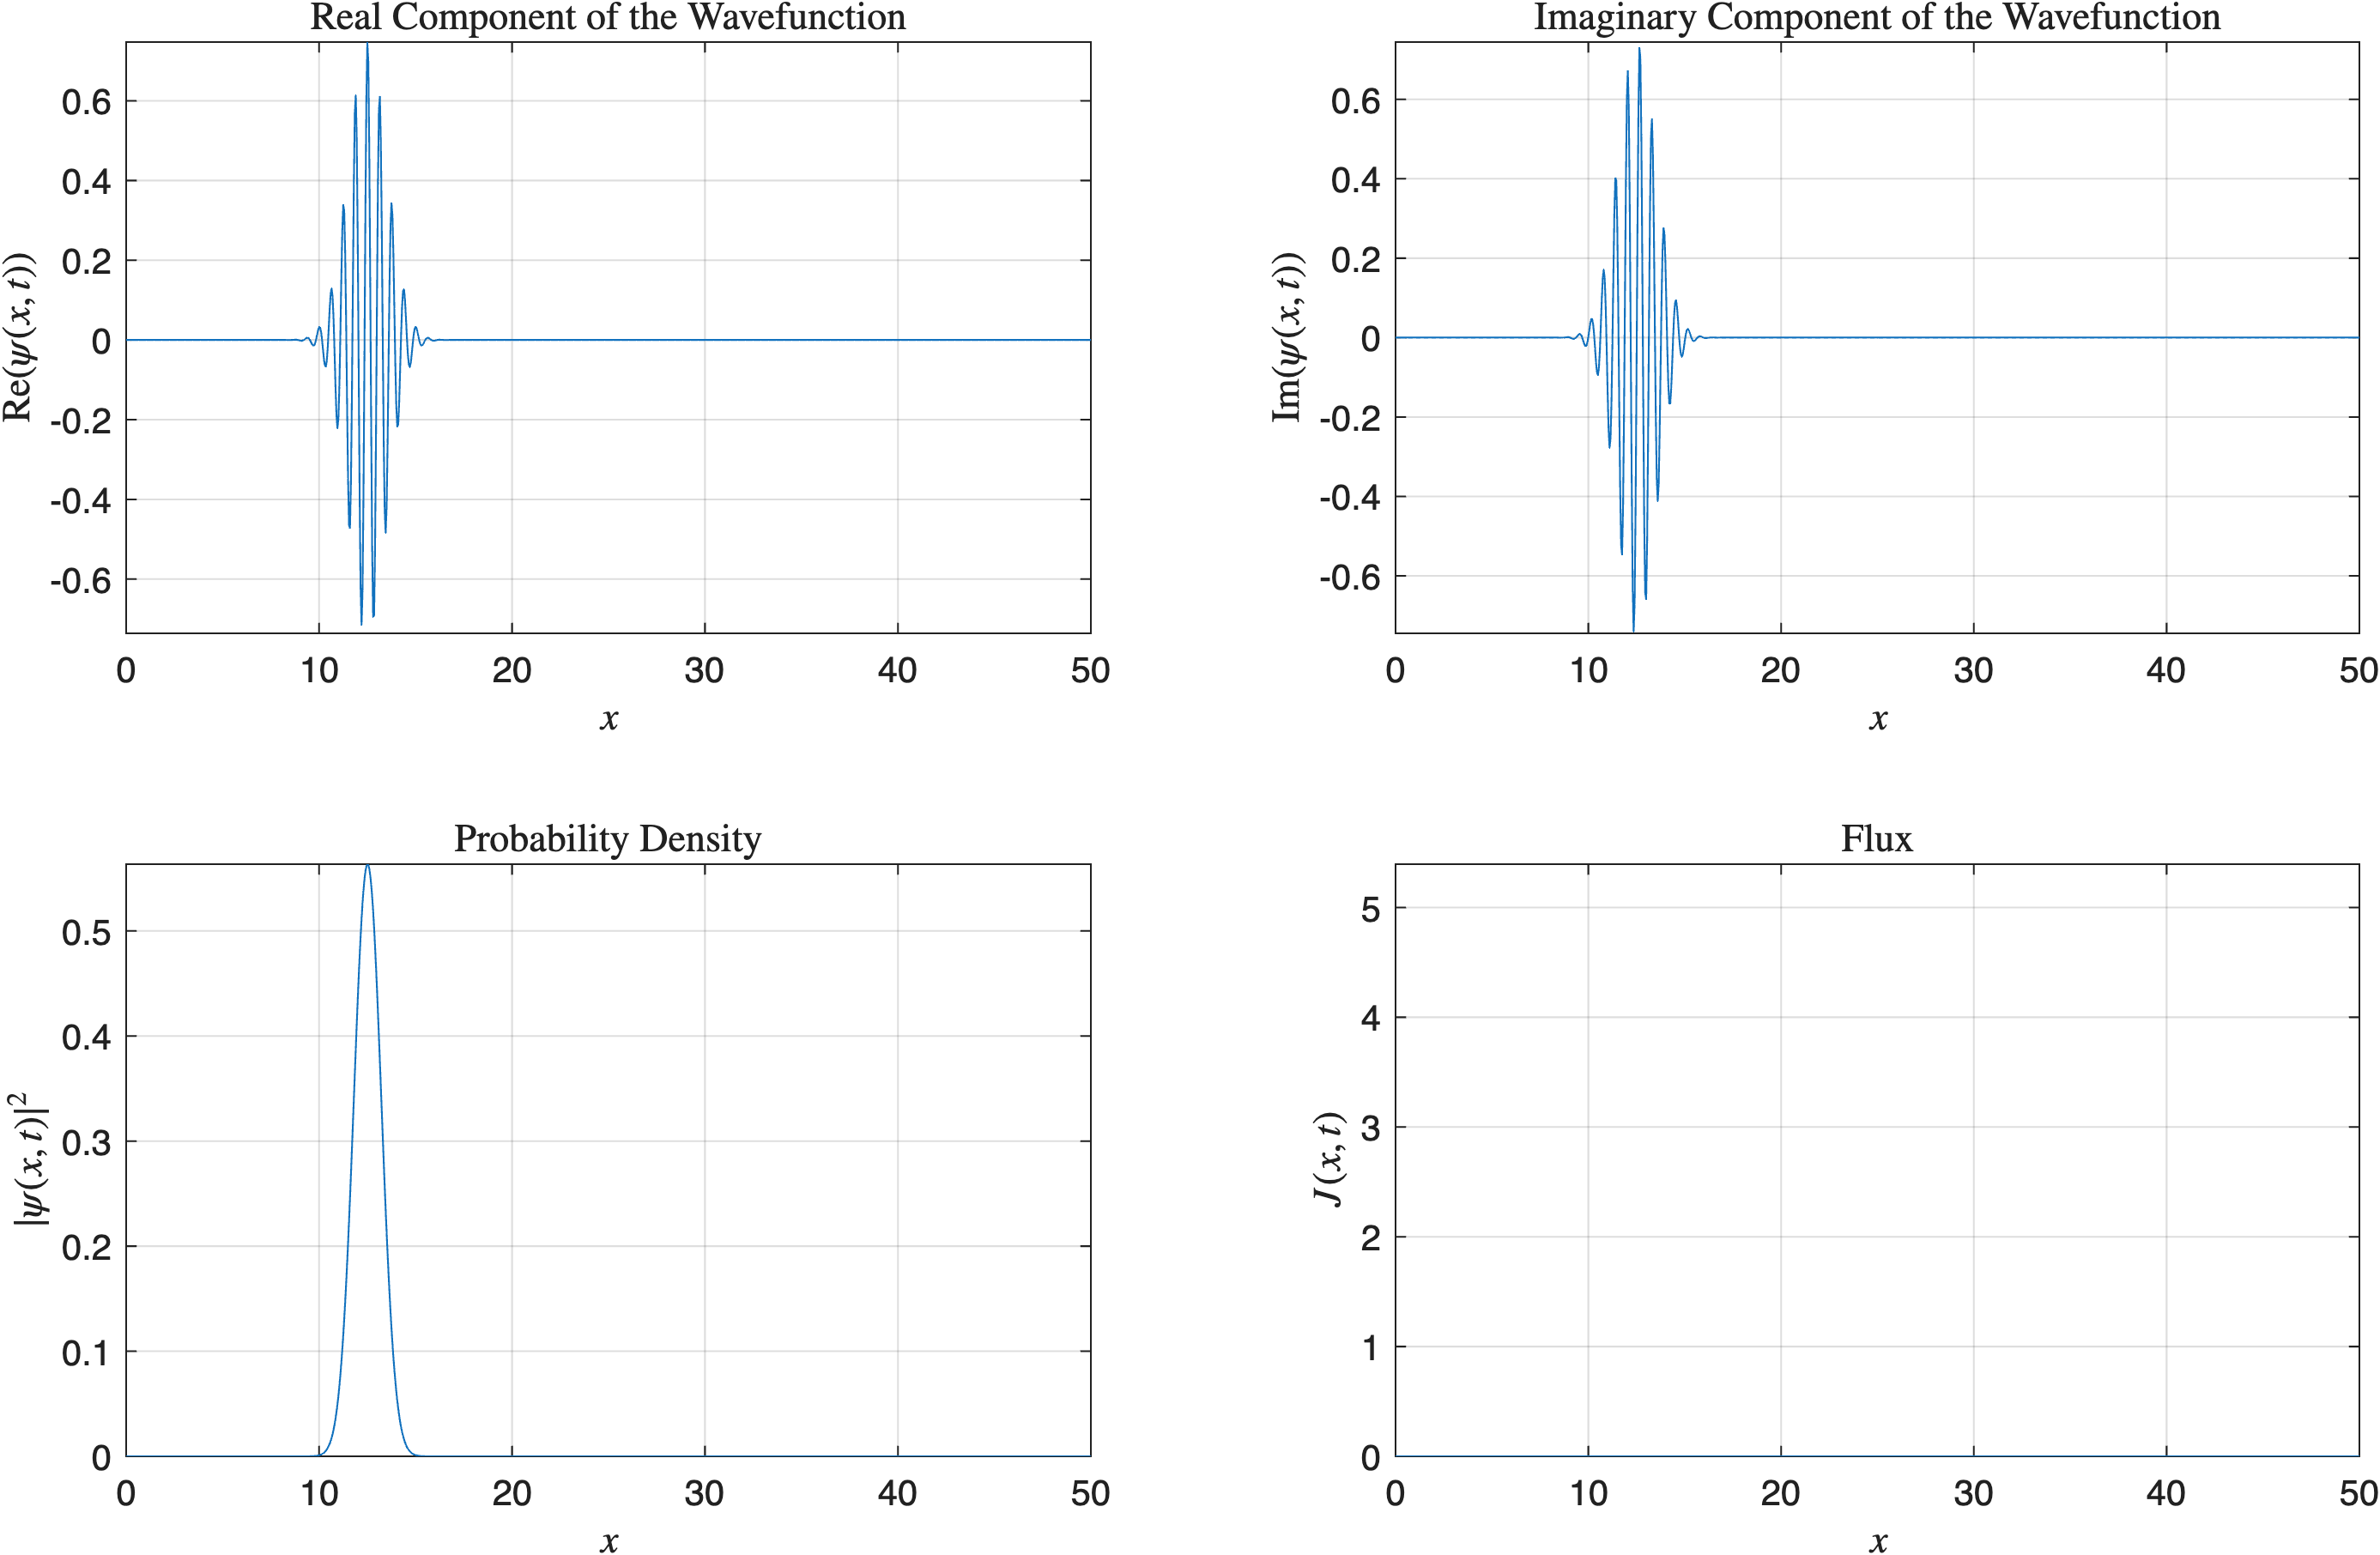 Real Component of the Wavefunction
Re(ψ(x, t))
0.6
0.4
0.2
0
-0.2
-0.4
-0.6
0 10 20 30 40 50
x
Imaginary Component of the Wavefunction
Im(ψ(x, t))
0.6
0.4
0.2
0
-0.2
-0.4
-0.6
0 10 20 30 40 50
x
Probability Density
|ψ(x, t)|²
0.5
0.4
0.3
0.2
0.1
0
0 10 20 30 40 50
x
Flux
J(x, t)
5
4
3
2
1
0
0 10 20 30 40 50
x